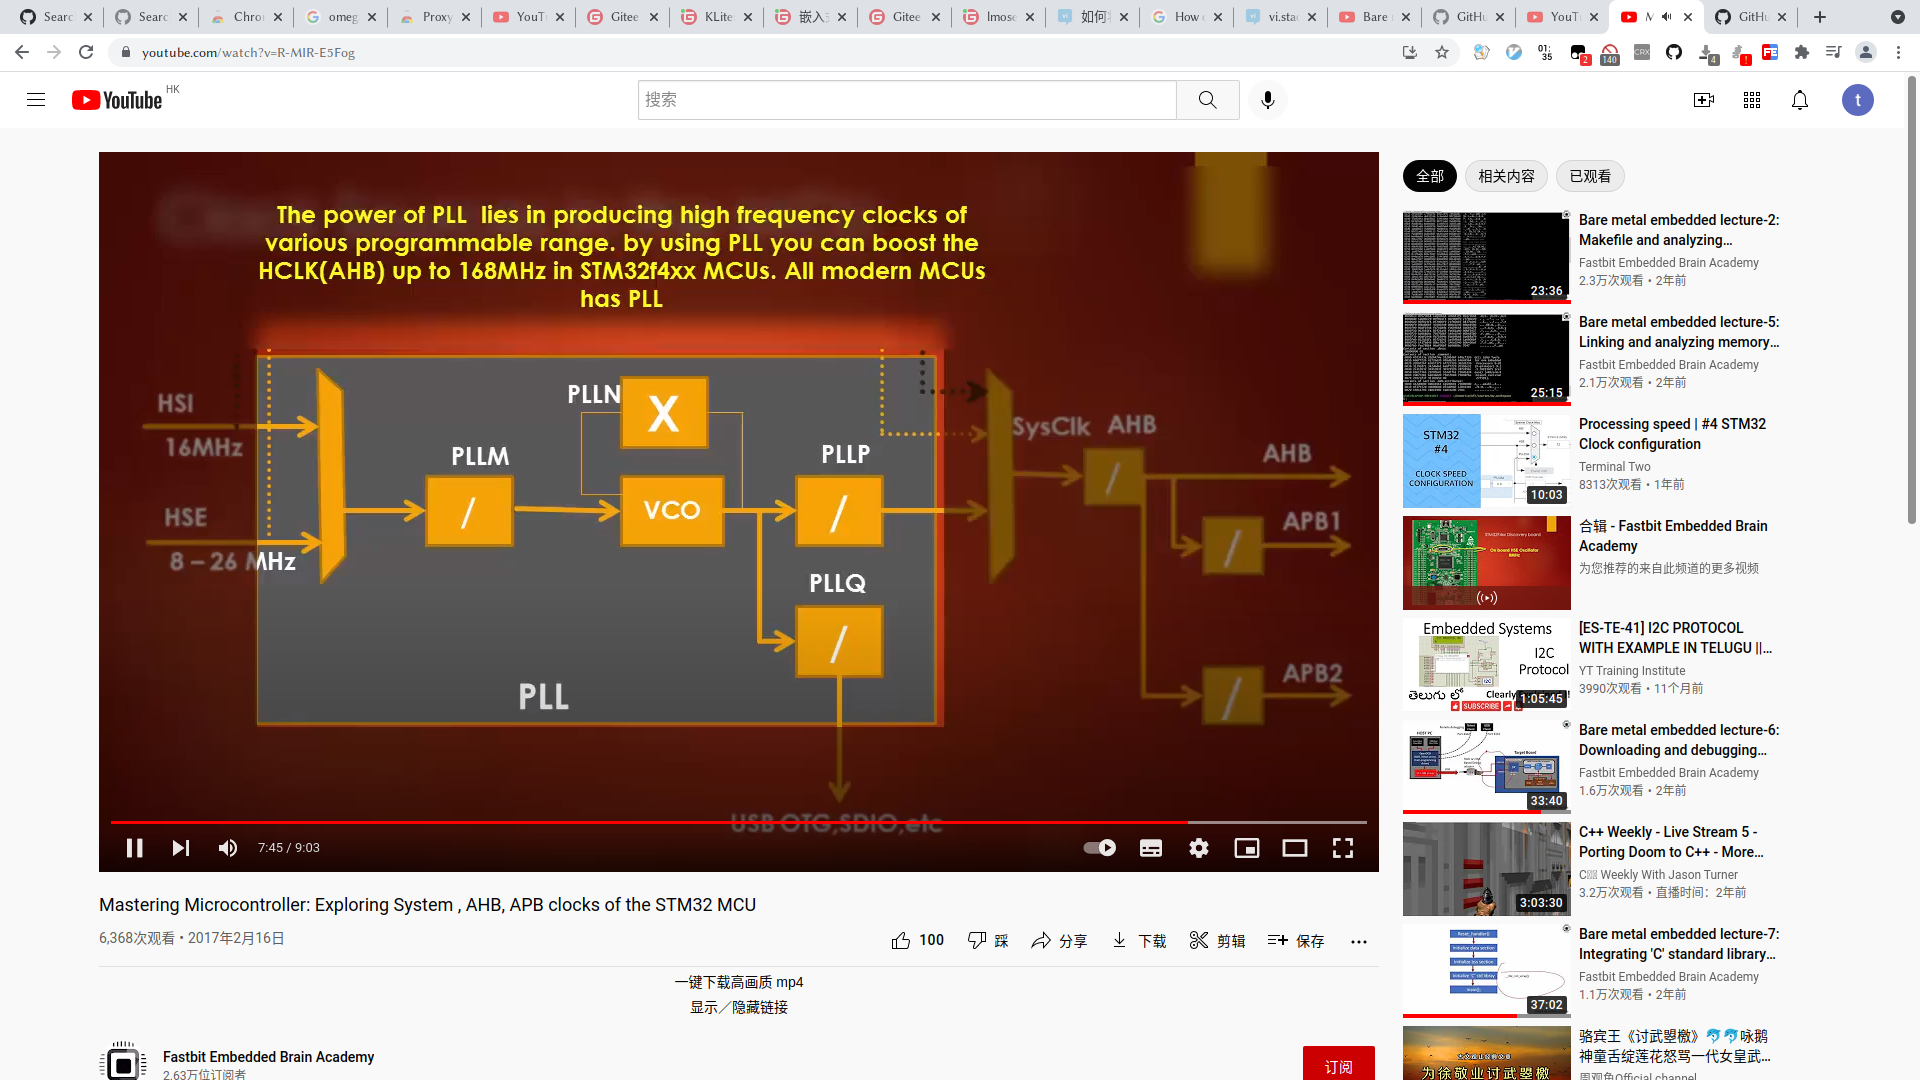 Searc
Searc
Chron
omeg
Proxy
YouT
Gitee
KLite
嵌入式
Gitee
lmose
如何将
How c
vi.sta
Bare
GitHu
YouTu
GitHu
youtube.com/watch?v=R-MIR-E5Fog
01:
35
2
140
CRX
4
YouTube HK
搜索
t
The power of PLL lies in producing high frequency clocks of
various programmable range. by using PLL you can boost the
HCLK(AHB) up to 168MHz in STM32f4xx MCUs. All modern MCUs
has PLL
HSI
16MHz
HSE
8 – 26 MHz
PLLM
/
PLLN
X
VCO
PLLP
/
PLLQ
/
PLL
SysClk
AHB
/
AHB
APB1
/
APB2
/
USB OTG,SDIO,etc
7:45 / 9:03
Mastering Microcontroller: Exploring System , AHB, APB clocks of the STM32 MCU
6,368次观看 • 2017年2月16日
100
踩
分享
下载
剪辑
保存
一键下载高画质 mp4
显示／隐藏链接
Fastbit Embedded Brain Academy
2.63万位订阅者
订阅
全部
相关内容
已观看
23:36
Bare metal embedded lecture-2:
Makefile and analyzing…
Fastbit Embedded Brain Academy
2.3万次观看 • 2年前
25:15
Bare metal embedded lecture-5:
Linking and analyzing memory…
Fastbit Embedded Brain Academy
2.1万次观看 • 2年前
STM32
#4
CLOCK SPEED
CONFIGURATION
10:03
Processing speed | #4 STM32
Clock configuration
Terminal Two
8313次观看 • 1年前
合辑 - Fastbit Embedded Brain
Academy
为您推荐的来自此频道的更多视频
Embedded Systems
I2C
Protocol
తెలుగు లో
SUBSCRIBE
1:05:45
[ES-TE-41] I2C PROTOCOL
WITH EXAMPLE IN TELUGU ||…
YT Training Institute
3990次观看 • 11个月前
33:40
Bare metal embedded lecture-6:
Downloading and debugging…
Fastbit Embedded Brain Academy
1.6万次观看 • 2年前
3:03:30
C++ Weekly - Live Stream 5 -
Porting Doom to C++ - More…
Weekly With Jason Turner
3.2万次观看 • 直播时间：2年前
37:02
Bare metal embedded lecture-7:
Integrating 'C' standard library…
Fastbit Embedded Brain Academy
1.1万次观看 • 2年前
为徐敬业讨武曌檄
骆宾王《讨武曌檄》🐬🐬咏鹅
神童舌绽莲花怒骂一代女皇武…